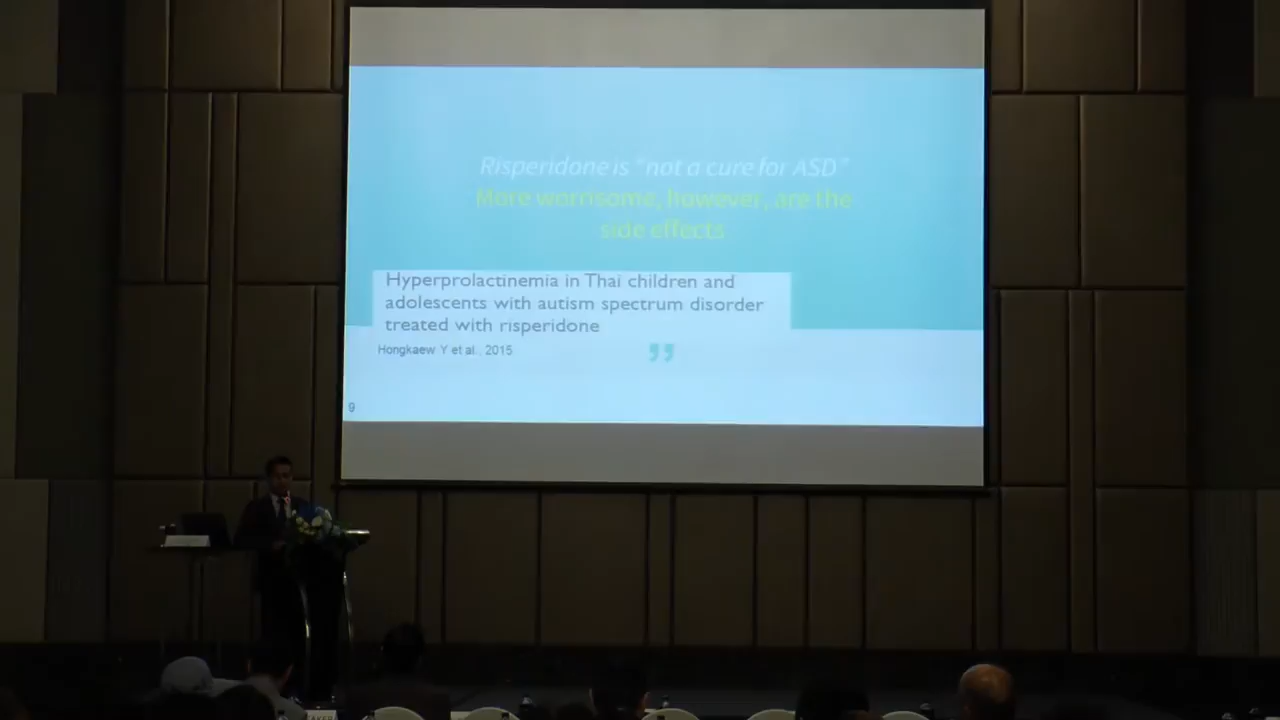 Risperidone is "not a cure for ASD"
More worrisome, however, are the
side effects
Hyperprolactinemia in Thai children and
adolescents with autism spectrum disorder
treated with risperidone
Hongkaew Y et al., 2015
”
9